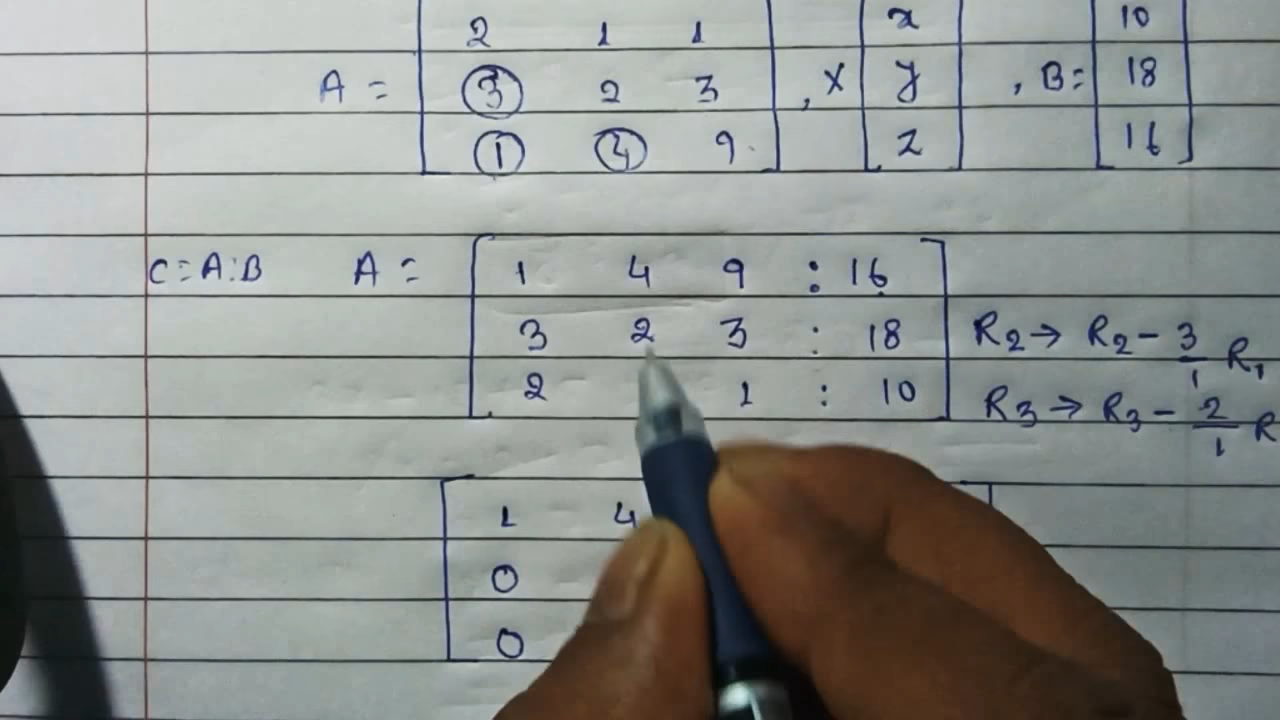 2 1 1 x 10
A = 3 2 3 , X y , B= 18
1 4 9 . z 16
C=A:B A = 1 4 9 : 16
3 2 3 : 18 R2→ R2 - 3/1 R1
2 1 : 10 R3→ R3 - 2/1 R
1 4
0
0